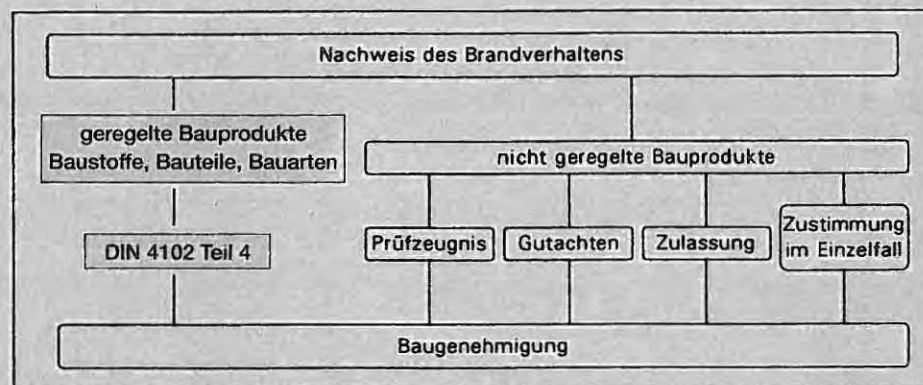 Nachweis des Brandverhaltens
geregelte Bauprodukte
Baustoffe, Bauteile, Bauarten
nicht geregelte Bauprodukte
DIN 4102 Teil 4
Prüfzeugnis
Gutachten
Zulassung
Zustimmung
im Einzelfall
Baugenehmigung